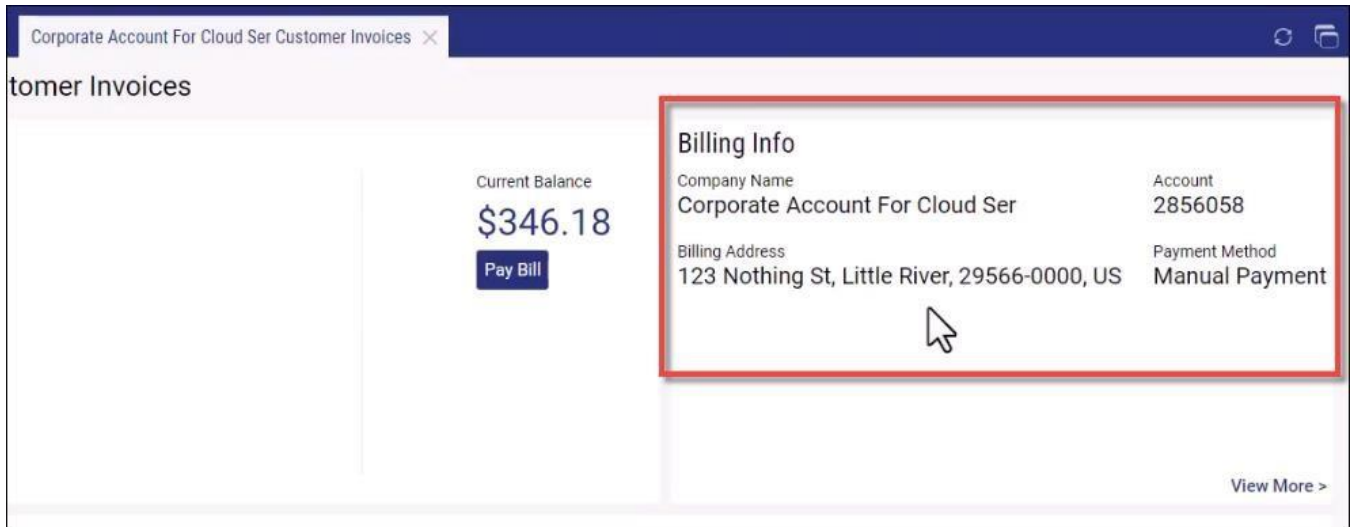 Corporate Account For Cloud Ser Customer Invoices
tomer Invoices
Current Balance
$346.18
Pay Bill
Billing Info
Company Name
Corporate Account For Cloud Ser
Account
2856058
Billing Address
123 Nothing St, Little River, 29566-0000, US
Payment Method
Manual Payment
View More >